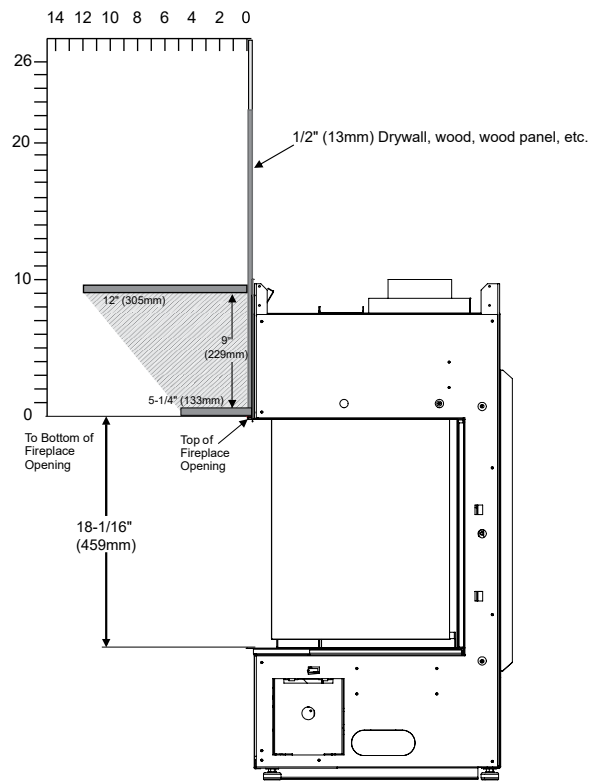 14 12 10 8 6 4 2 0
26
20
1/2" (13mm) Drywall, wood, wood panel, etc.
10
12" (305mm)
9"
(229mm)
5-1/4" (133mm)
0
To Bottom of
Fireplace
Opening
Top of
Fireplace
Opening
18-1/16"
(459mm)